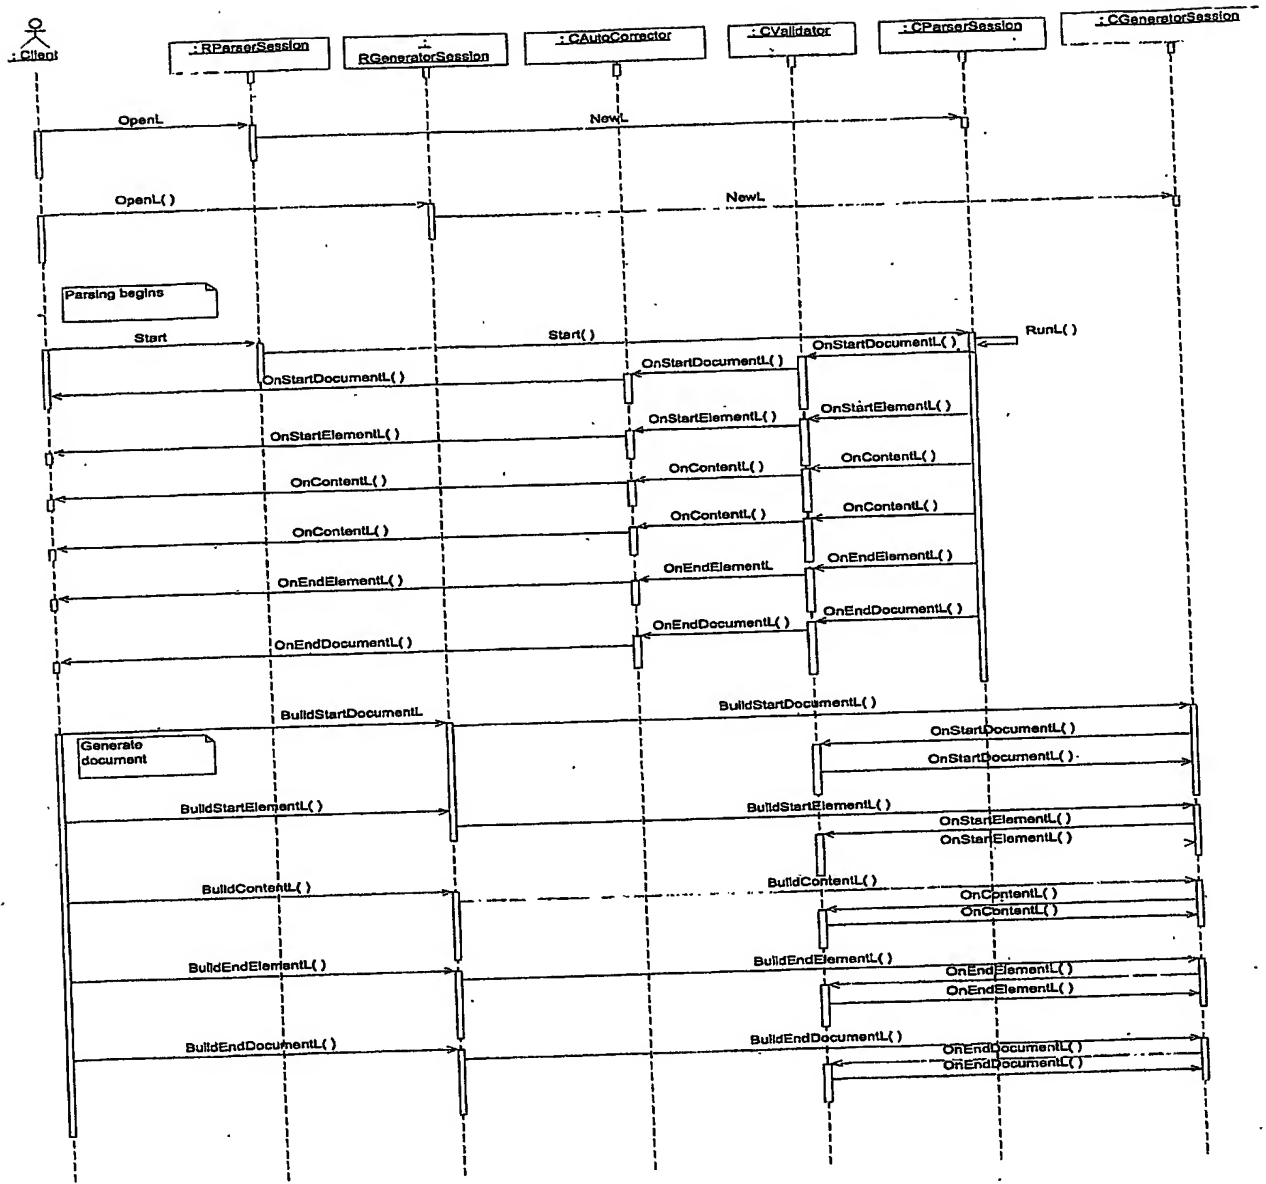 : Client
: RParserSession
:
RGeneratorSession
: CAutoCorrector
: CValidator
: CParserSession
: CGeneratorSession
OpenL
NewL
OpenL( )
NewL
Parsing begins
Start
Start( )
RunL( )
OnStartDocumentL( )
OnStartDocumentL( )
OnStartDocumentL( )
OnStartElementL( )
OnStartElementL( )
OnStartElementL( )
OnContentL( )
OnContentL( )
OnContentL( )
OnContentL( )
OnContentL( )
OnContentL( )
OnEndElementL( )
OnEndElementL
OnEndElementL( )
OnEndDocumentL( )
OnEndDocumentL( )
OnEndDocumentL( )
BuildStartDocumentL
BuildStartDocumentL( )
Generate
document
OnStartDocumentL( )
OnStartDocumentL( )
BuildStartElementL( )
BuildStartElementL( )
OnStartElementL( )
OnStartElementL( )
BuildContentL( )
BuildContentL( )
OnContentL( )
OnContentL( )
BuildEndElementL( )
BuildEndElementL( )
OnEndElementL( )
OnEndElementL( )
BuildEndDocumentL( )
BuildEndDocumentL( )
OnEndDocumentL( )
OnEndDocumentL( )